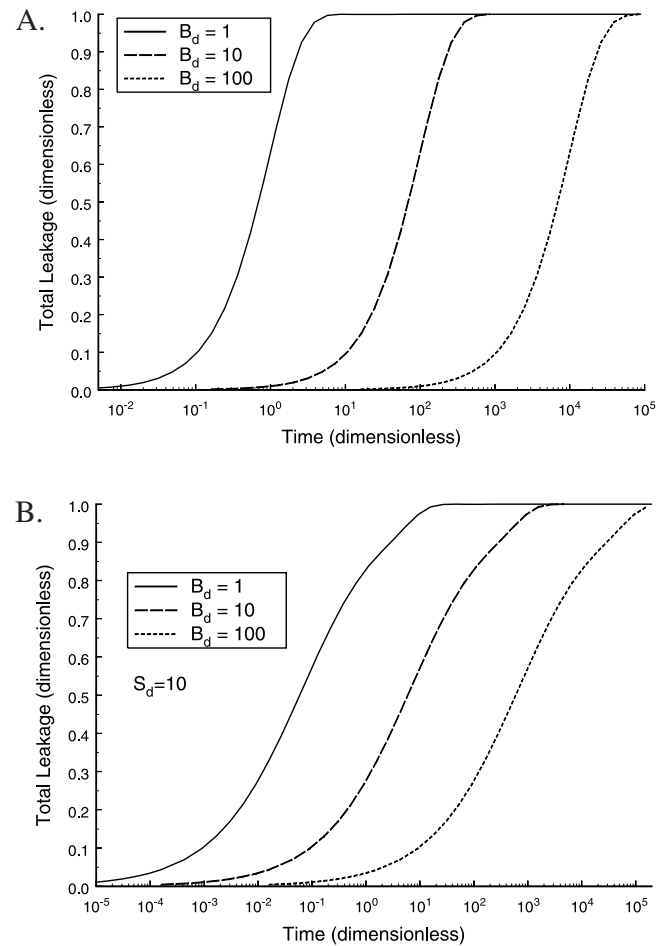 A.
B_d = 1
B_d = 10
B_d = 100
Total Leakage (dimensionless)
1.0
0.9
0.8
0.7
0.6
0.5
0.4
0.3
0.2
0.1
0.0
10^-2 10^-1 10^0 10^1 10^2 10^3 10^4 10^5
Time (dimensionless)
B.
B_d = 1
B_d = 10
B_d = 100
S_d=10
Total Leakage (dimensionless)
1.0
0.9
0.8
0.7
0.6
0.5
0.4
0.3
0.2
0.1
0.0
10^-5 10^-4 10^-3 10^-2 10^-1 10^0 10^1 10^2 10^3 10^4 10^5
Time (dimensionless)